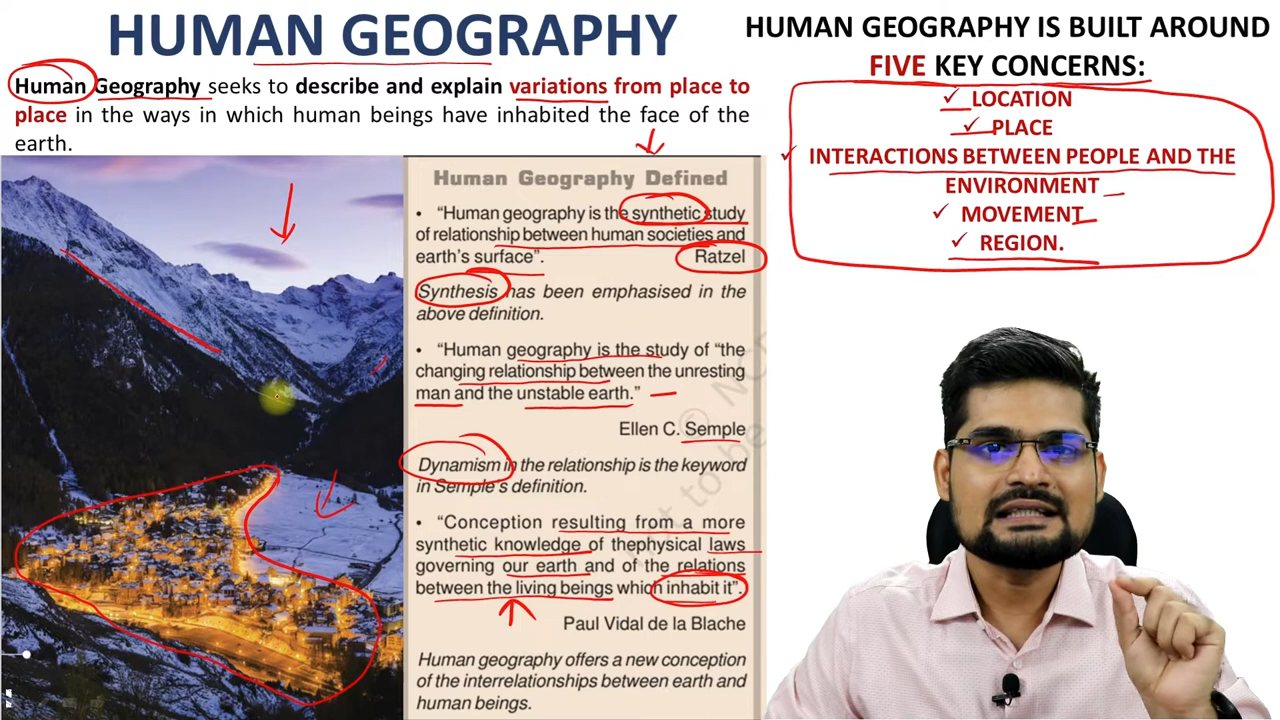 HUMAN GEOGRAPHY
Human Geography seeks to describe and explain variations from place to
place in the ways in which human beings have inhabited the face of the
earth.
Human Geography Defined
• “Human geography is the synthetic study
of relationship between human societies and
earth’s surface”.
Ratzel
Synthesis has been emphasised in the
above definition.
• “Human geography is the study of “the
changing relationship between the unresting
man and the unstable earth.”
Ellen C. Semple
Dynamism in the relationship is the keyword
in Semple’s definition.
• “Conception resulting from a more
synthetic knowledge of thephysical laws
governing our earth and of the relations
between the living beings which inhabit it”.
Paul Vidal de la Blache
Human geography offers a new conception
of the interrelationships between earth and
human beings.
HUMAN GEOGRAPHY IS BUILT AROUND
FIVE KEY CONCERNS:
✓ LOCATION
✓ PLACE
✓ INTERACTIONS BETWEEN PEOPLE AND THE
ENVIRONMENT
✓ MOVEMENT
✓ REGION.